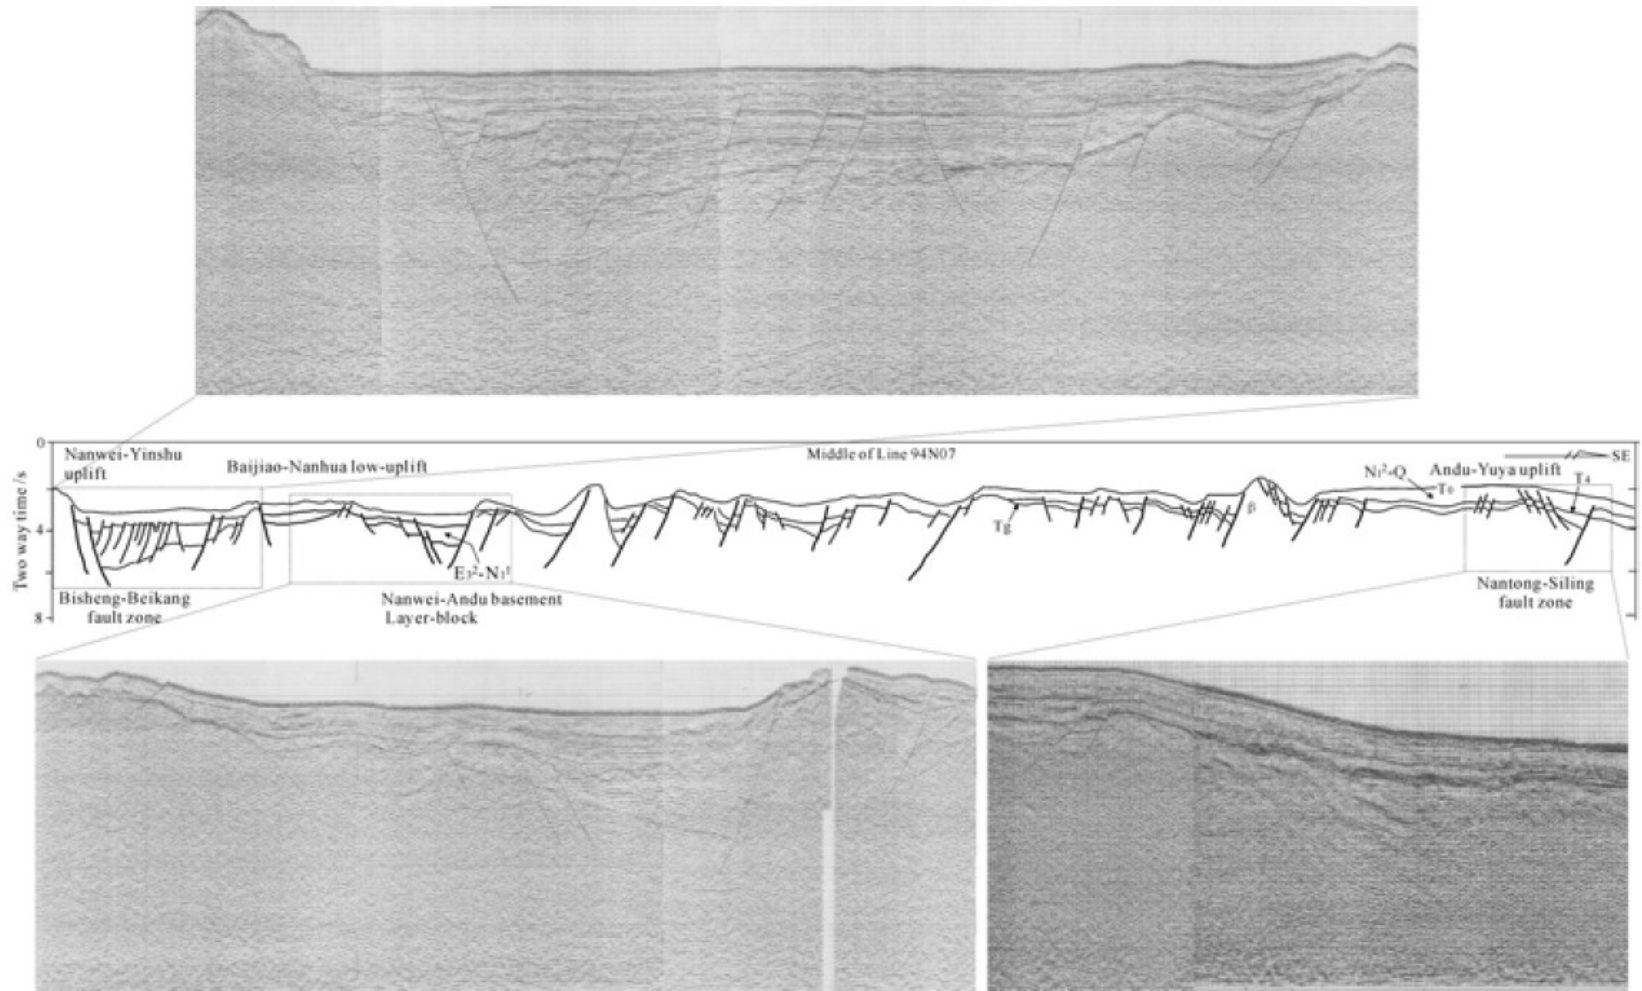 0
Nanwei-Yinshu
uplift
Baijiao-Nanhua low-uplift
Middle of Line 94N07
SE
N₁²-Q
Andu-Yuya uplift
T₀
T₄
Two way time/s
4
β
Tg
E₃²-N₁¹
Bisheng-Beikang
fault zone
Nanwei-Andu basement
Layer-block
Nantong-Siling
fault zone
8